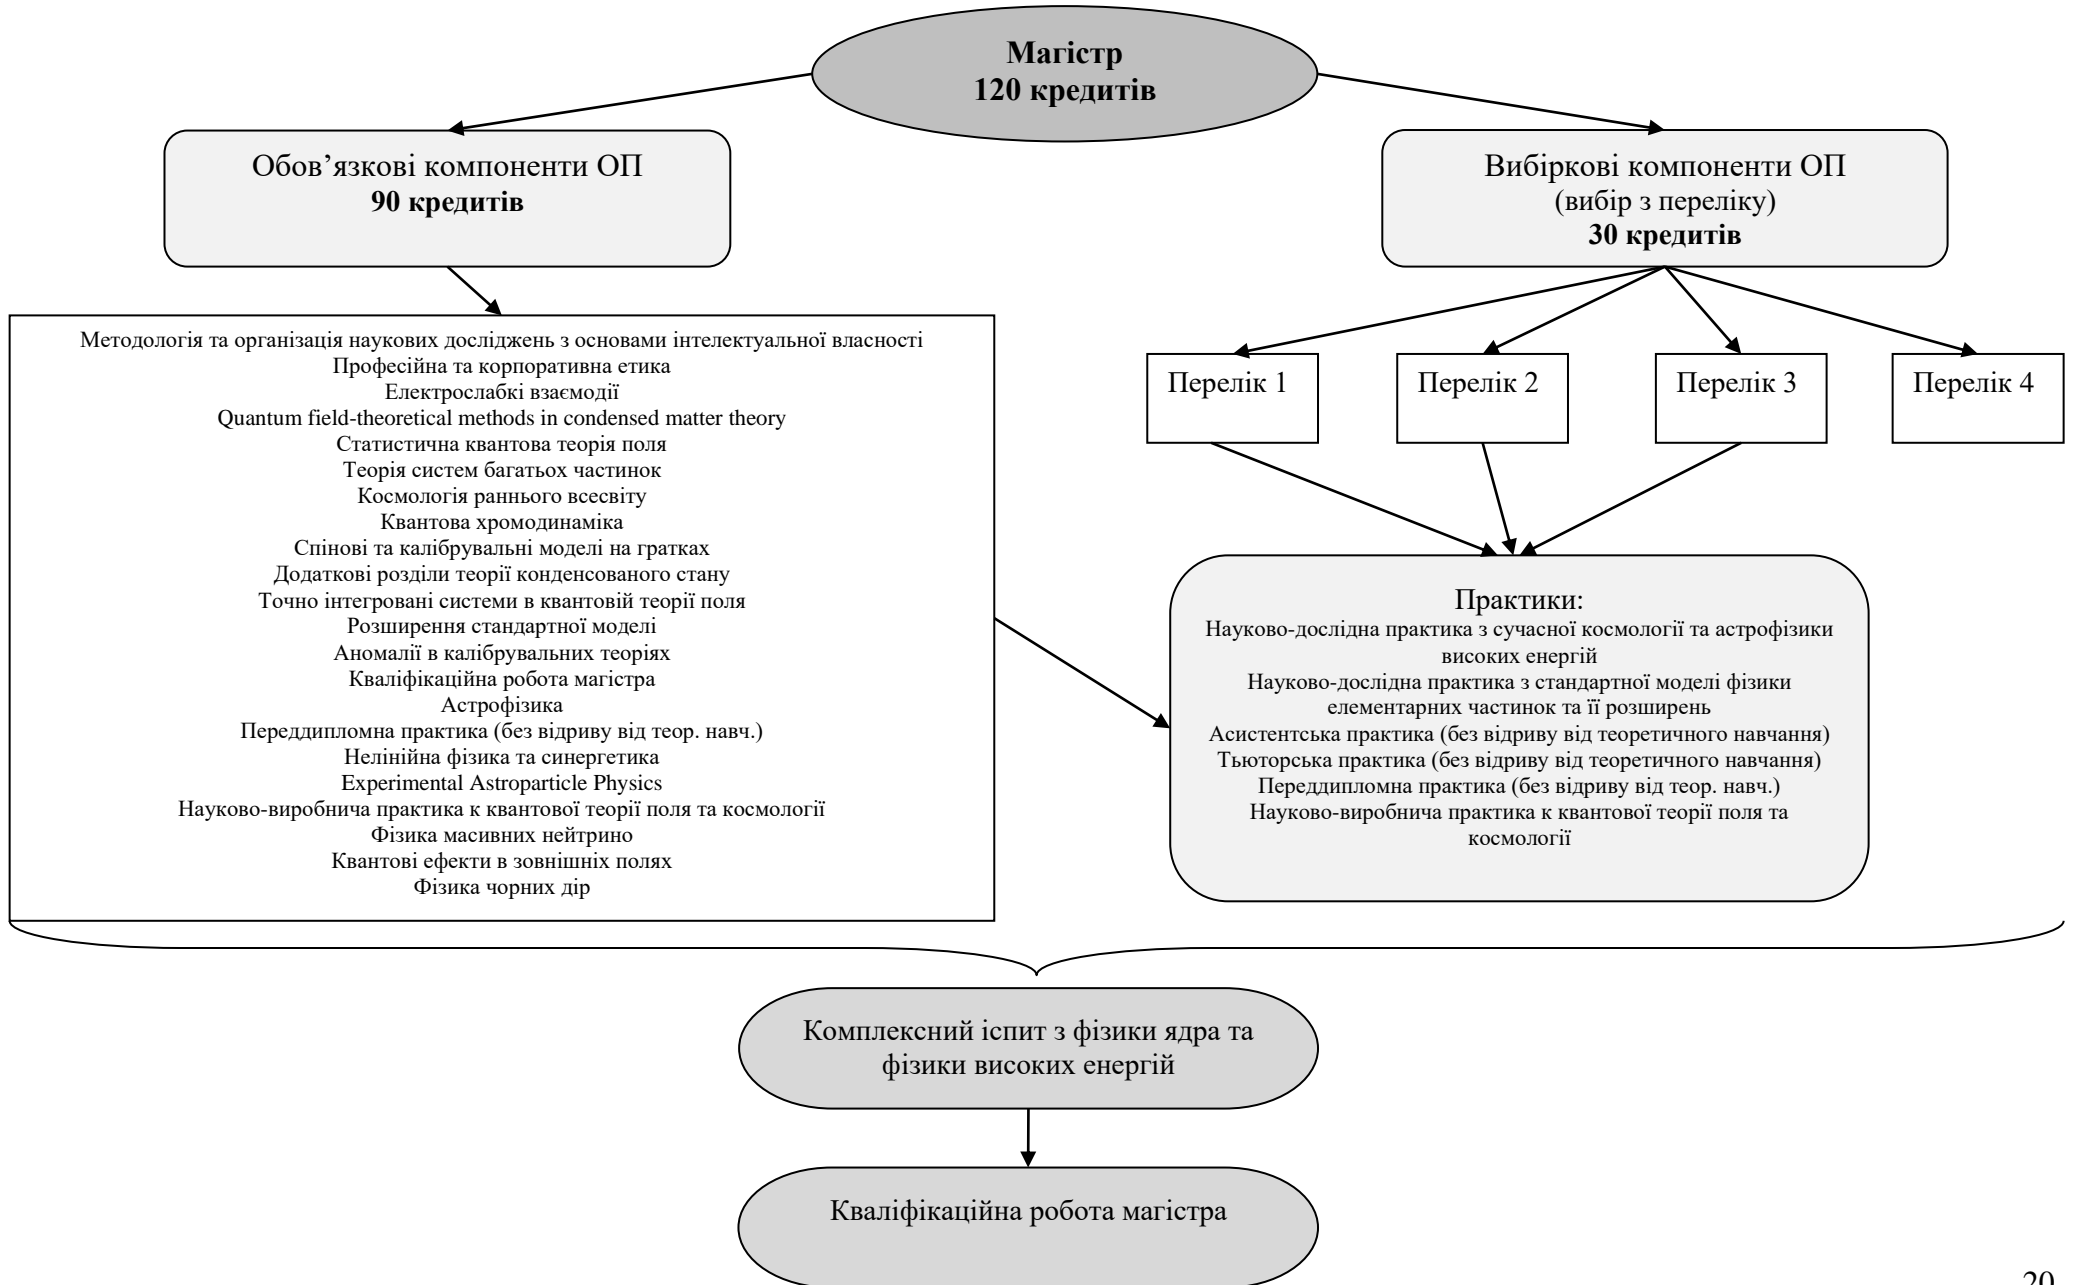 Магістр
120 кредитів
Обов’язкові компоненти ОП
90 кредитів
Вибіркові компоненти ОП
(вибір з переліку)
30 кредитів
Методологія та організація наукових досліджень з основами інтелектуальної власності
Професійна та корпоративна етика
Електрослабкі взаємодії
Quantum field-theoretical methods in condensed matter theory
Статистична квантова теорія поля
Теорія систем багатьох частинок
Космологія раннього всесвіту
Квантова хромодинаміка
Спінові та калібрувальні моделі на гратках
Додаткові розділи теорії конденсованого стану
Точно інтегровані системи в квантовій теорії поля
Розширення стандартної моделі
Аномалії в калібрувальних теоріях
Кваліфікаційна робота магістра
Астрофізика
Переддипломна практика (без відриву від теор. навч.)
Нелінійна фізика та синергетика
Experimental Astroparticle Physics
Науково-виробнича практика к квантової теорії поля та космології
Фізика масивних нейтрино
Квантові ефекти в зовнішніх полях
Фізика чорних дір
Перелік 1
Перелік 2
Перелік 3
Перелік 4
Практики:
Науково-дослідна практика з сучасної космології та астрофізики
високих енергій
Науково-дослідна практика з стандартної моделі фізики
елементарних частинок та її розширень
Асистентська практика (без відриву від теоретичного навчання)
Тьюторська практика (без відриву від теоретичного навчання)
Переддипломна практика (без відриву від теор. навч.)
Науково-виробнича практика к квантової теорії поля та
космології
Комплексний іспит з фізики ядра та
фізики високих енергій
Кваліфікаційна робота магістра
20